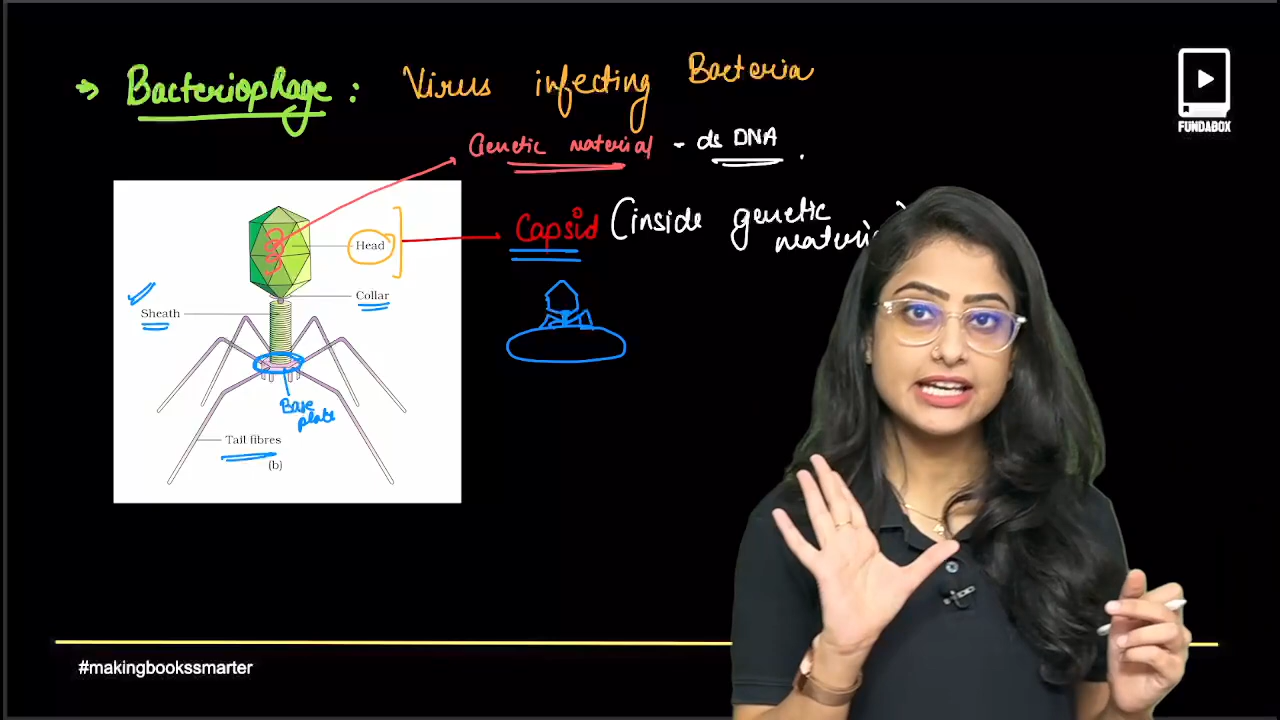 → Bacteriophage : Virus infecting Bacteria
FUNDABOX
Genetic material - ds DNA .
Capsid (inside genetic
Head
Collar
Sheath
Base
plate
Tail fibres
(b)
#makingbookssmarter